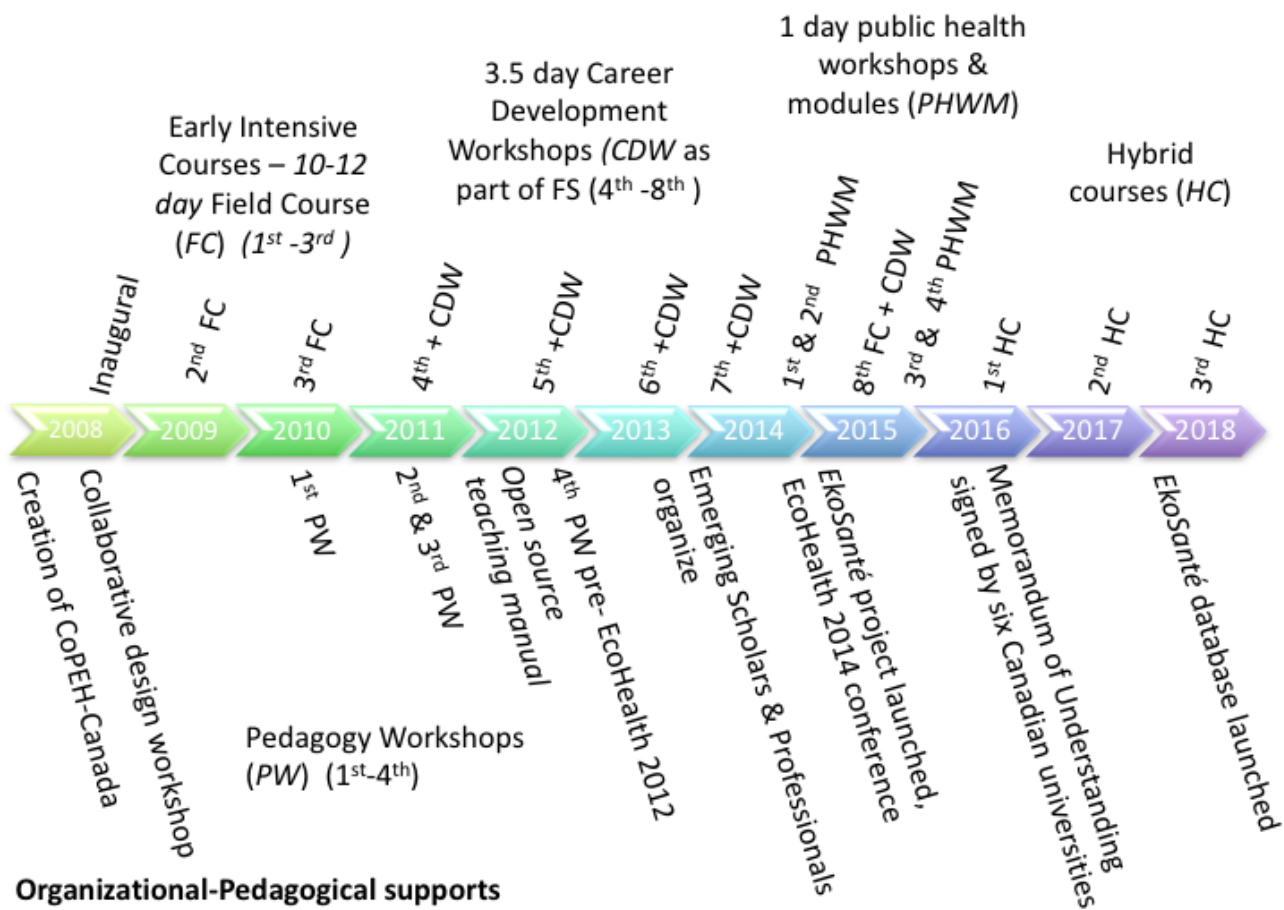 1 day public health
workshops &
modules (PHWM)
3.5 day Career
Development
Workshops (CDW as
part of FS (4th -8th )
Early Intensive
Courses – 10-12
day Field Course
(FC) (1st -3rd )
Hybrid
courses (HC)
Inaugural
2nd FC
3rd FC
4th + CDW
5th +CDW
6th +CDW
7th +CDW
1st & 2nd PHWM
8th FC + CDW
3rd & 4th PHWM
1st HC
2nd HC
3rd HC
2008
2009
2010
2011
2012
2013
2014
2015
2016
2017
2018
Creation of CoPEH-Canada
Collaborative design workshop
1st PW
2nd & 3rd PW
Open source
teaching manual
4th PW pre- EcoHealth 2012
Emerging Scholars & Professionals
organize
EkoSanté project launched,
EcoHealth 2014 conference
Memorandum of Understanding
signed by six Canadian universities
EkoSanté database launched
Pedagogy Workshops
(PW) (1st-4th)
Organizational-Pedagogical supports